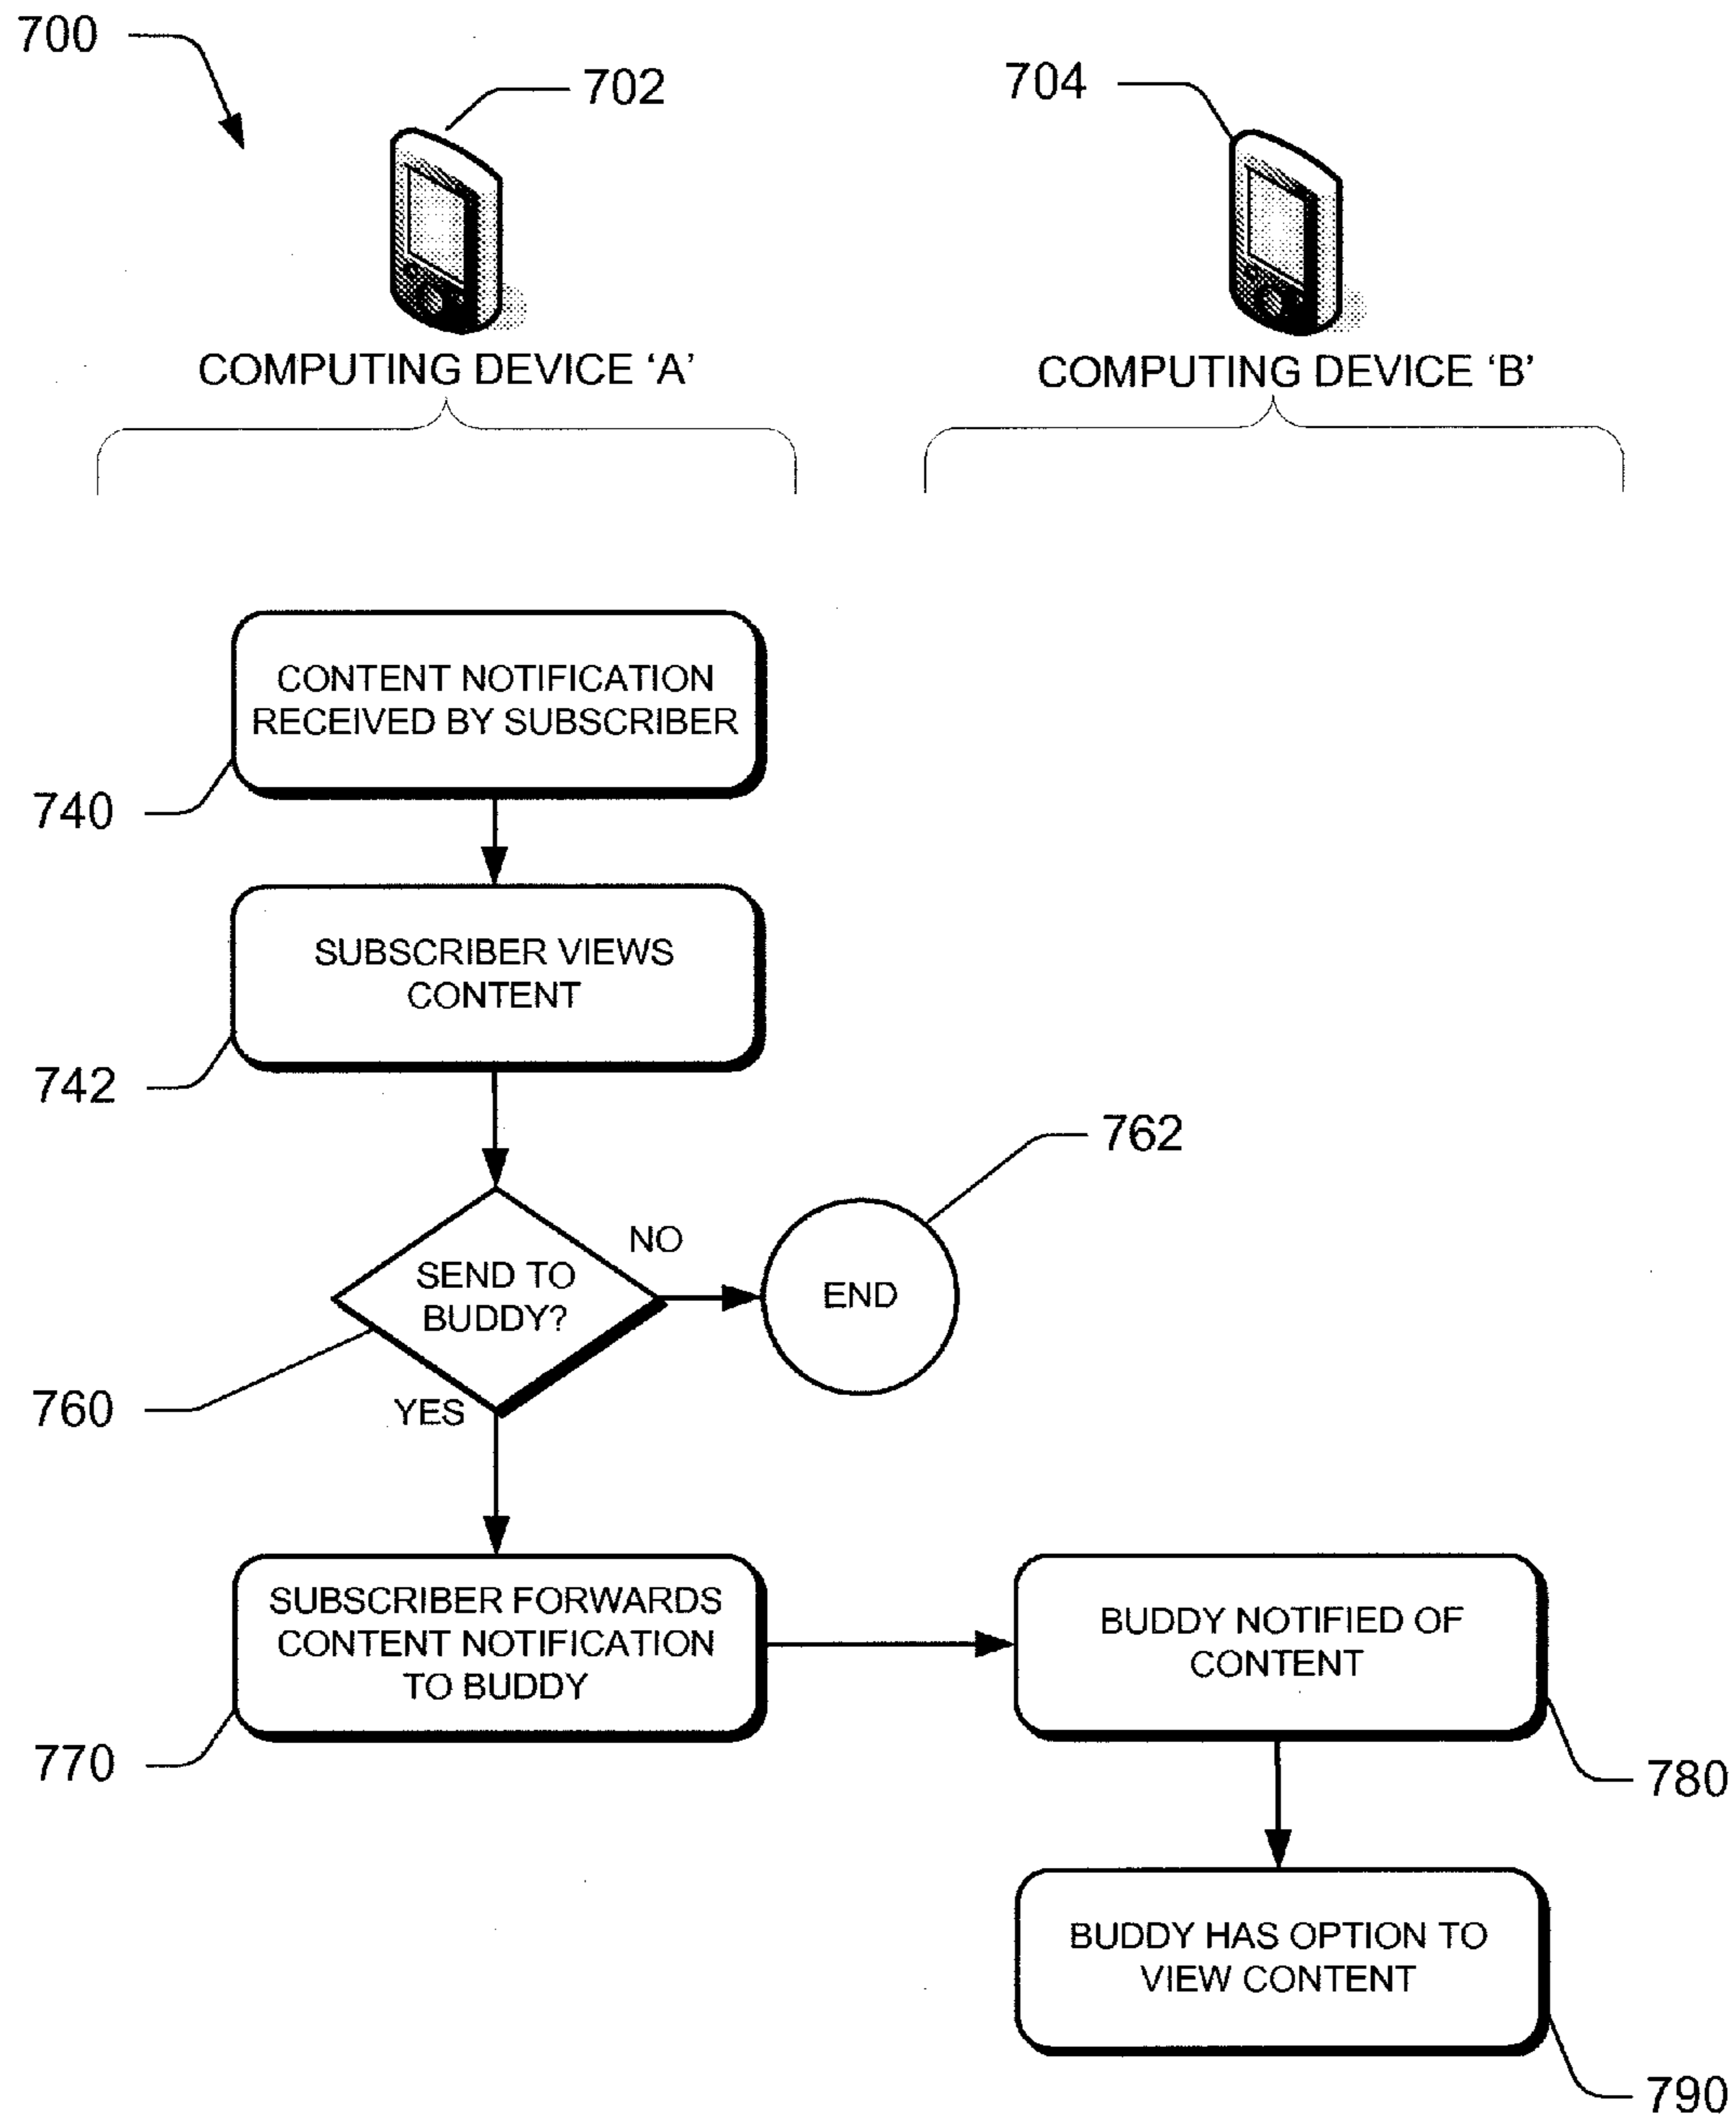 700
702
704
COMPUTING DEVICE ‘A’
COMPUTING DEVICE ‘B’
CONTENT NOTIFICATION
RECEIVED BY SUBSCRIBER
740
SUBSCRIBER VIEWS
CONTENT
742
762
NO
SEND TO
BUDDY?
END
760
YES
SUBSCRIBER FORWARDS
CONTENT NOTIFICATION
TO BUDDY
BUDDY NOTIFIED OF
CONTENT
770
780
BUDDY HAS OPTION TO
VIEW CONTENT
790